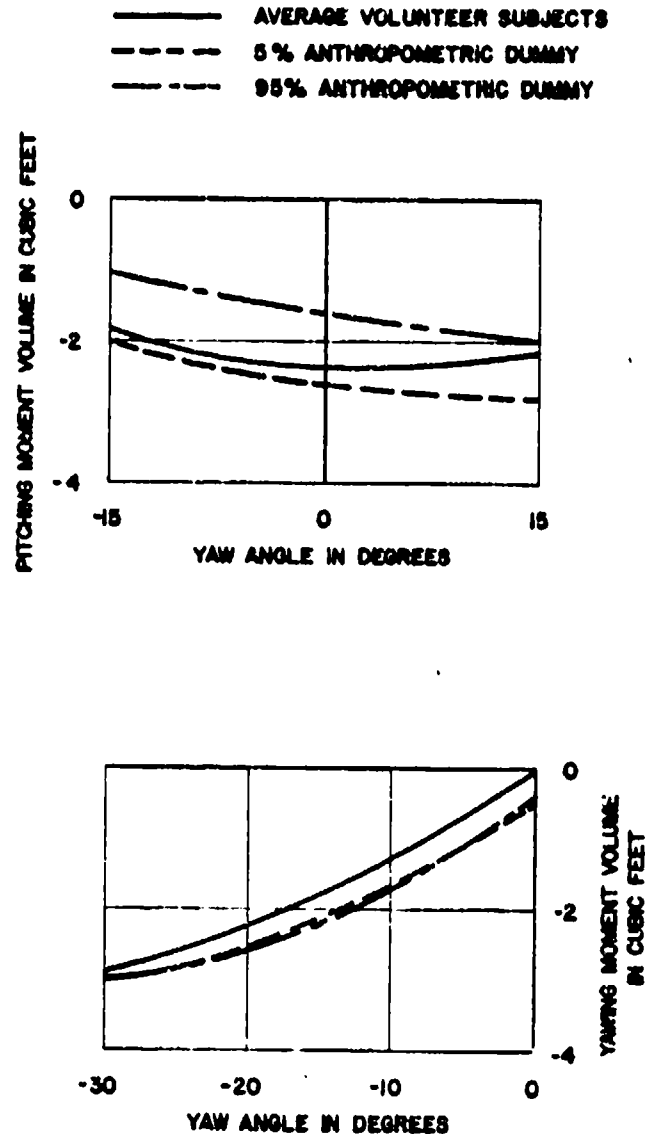 AVERAGE VOLUNTEER SUBJECTS
5% ANTHROPOMETRIC DUMMY
95% ANTHROPOMETRIC DUMMY
PITCHING MOMENT VOLUME IN CUBIC FEET
0
-2
-4
-15 0 15
YAW ANGLE IN DEGREES
0
-2
-4
YAWING MOMENT VOLUME
IN CUBIC FEET
-30 -20 -10 0
YAW ANGLE IN DEGREES